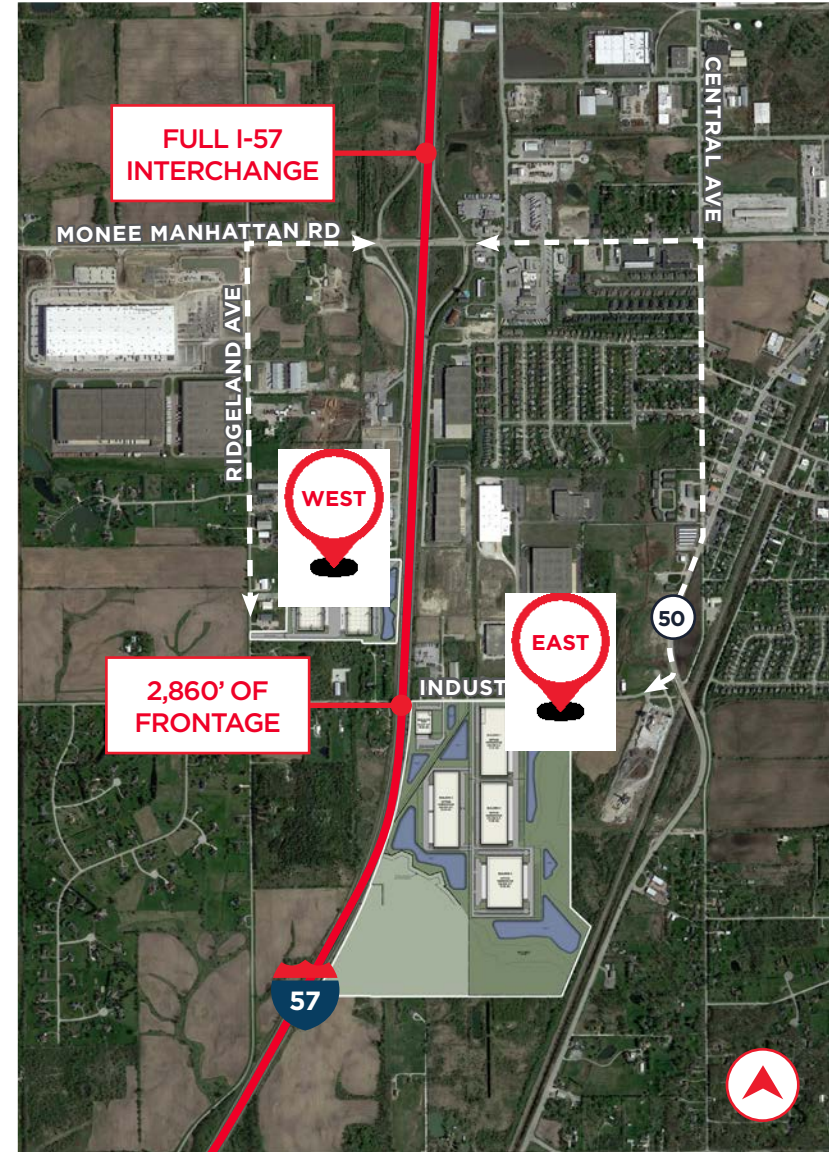 CENTRAL AVE
FULL I-57
INTERCHANGE
MONEE MANHATTAN RD
RIDGELAND AVE
WEST
50
EAST
2,860’ OF
FRONTAGE
INDUST
57